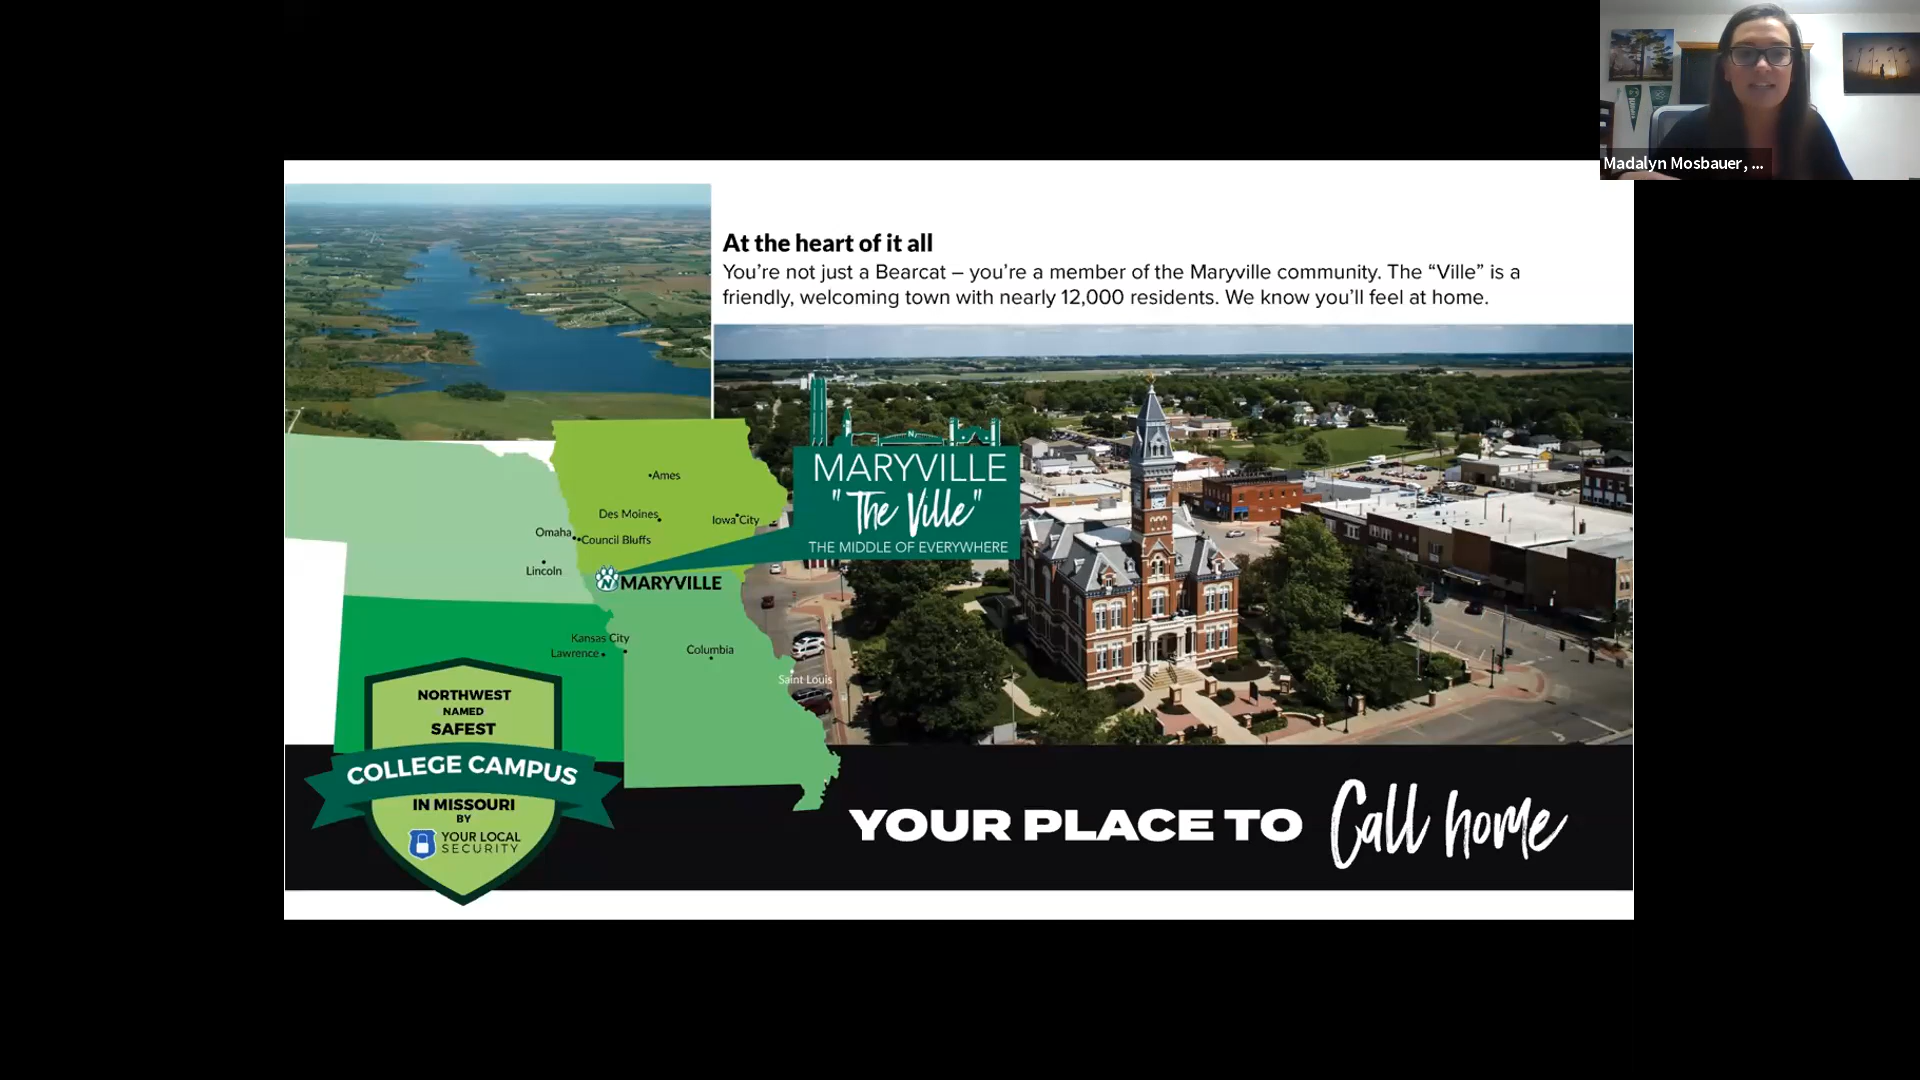 Madalyn Mosbauer, ...
At the heart of it all
You’re not just a Bearcat – you’re a member of the Maryville community. The “Ville” is a
friendly, welcoming town with nearly 12,000 residents. We know you’ll feel at home.
N
MARYVILLE
"The Ville"
THE MIDDLE OF EVERYWHERE
Ames
Des Moines
Iowa City
Omaha
Council Bluffs
Lincoln
N
MARYVILLE
Kansas City
Lawrence
Columbia
Saint Louis
NORTHWEST
NAMED
SAFEST
COLLEGE CAMPUS
IN MISSOURI
BY
YOUR LOCAL
SECURITY
YOUR PLACE TO Call home